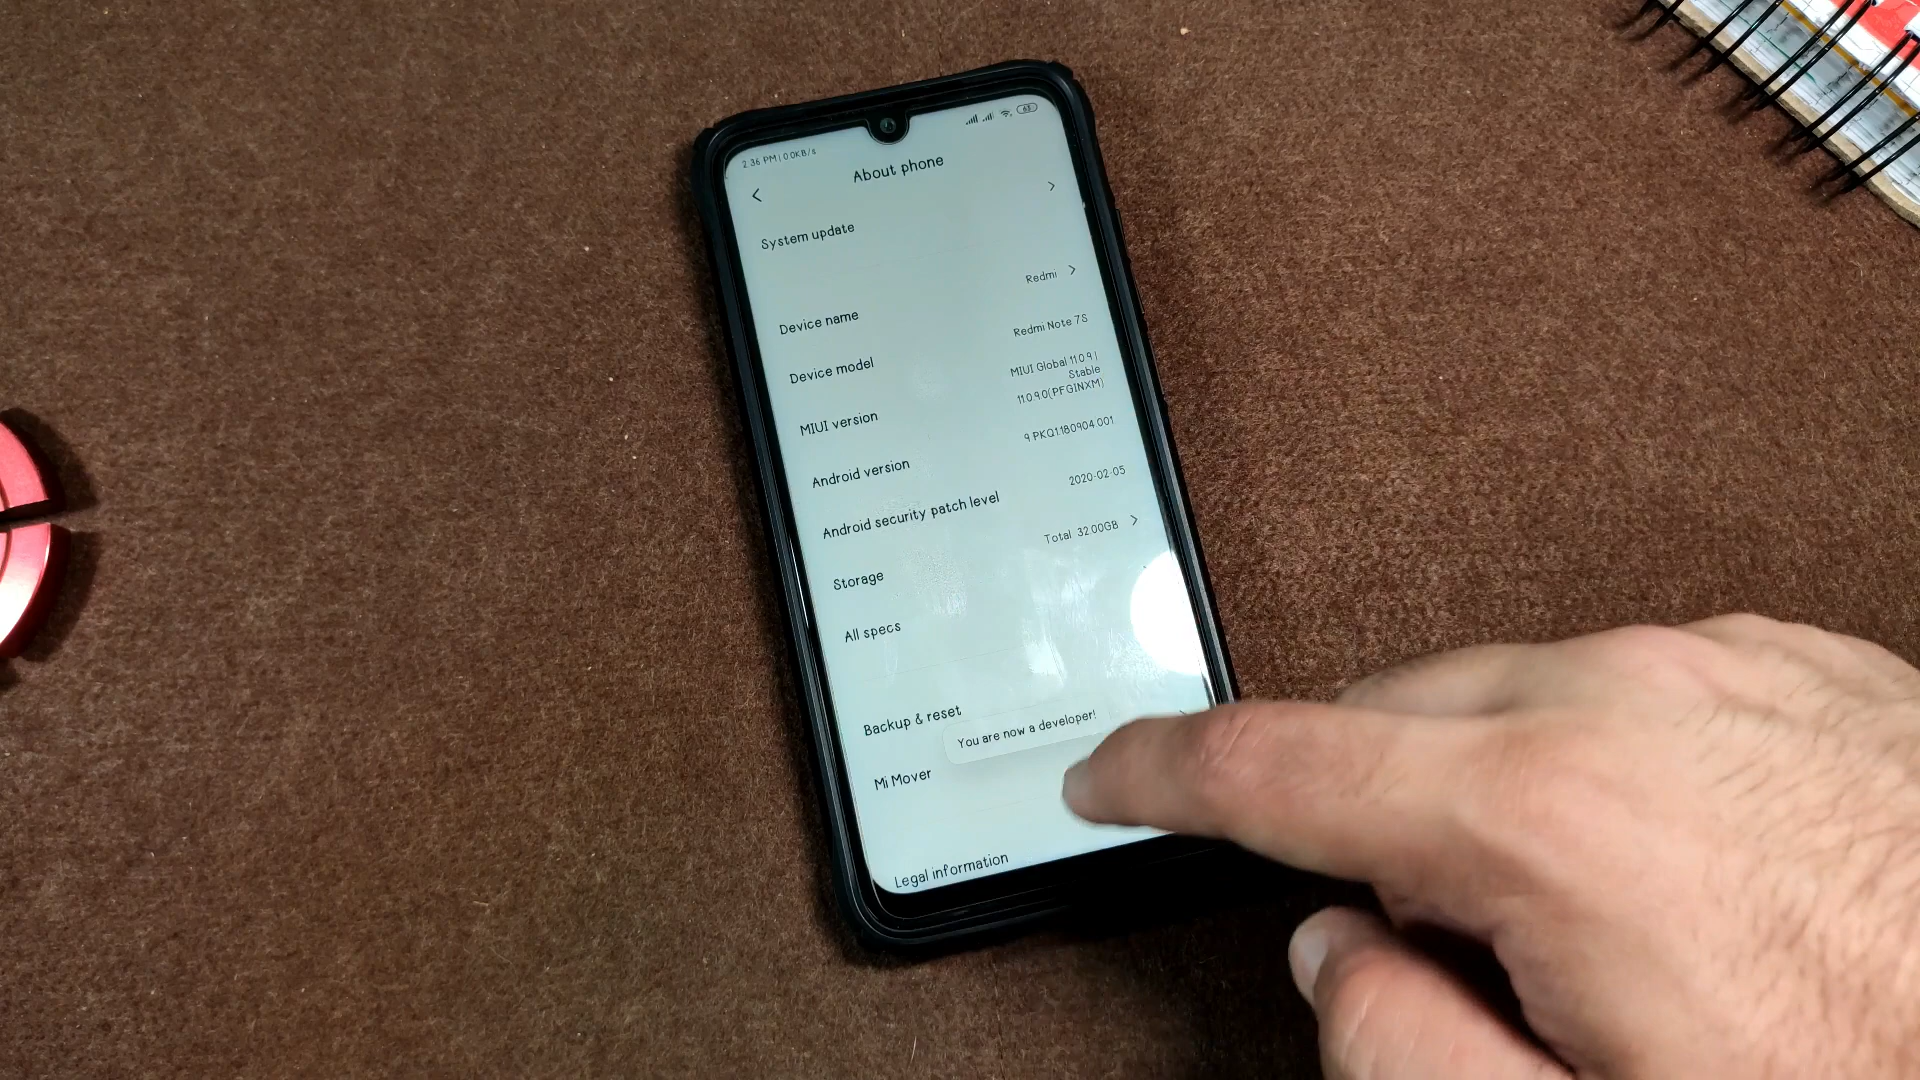 2 36 PM | 0 0KB/s
65
About phone
System update
Device name
Redmi
Device model
Redmi Note 7S
MIUI version
MIUI Global 11 0 9 |
Stable
11.0 9.0(PFGINXM)
Android version
9 PKQ1.180904 001
Android security patch level
2020-02-05
Storage
Total 32.00GB
All specs
Backup & reset
You are now a developer!
Mi Mover
Legal information